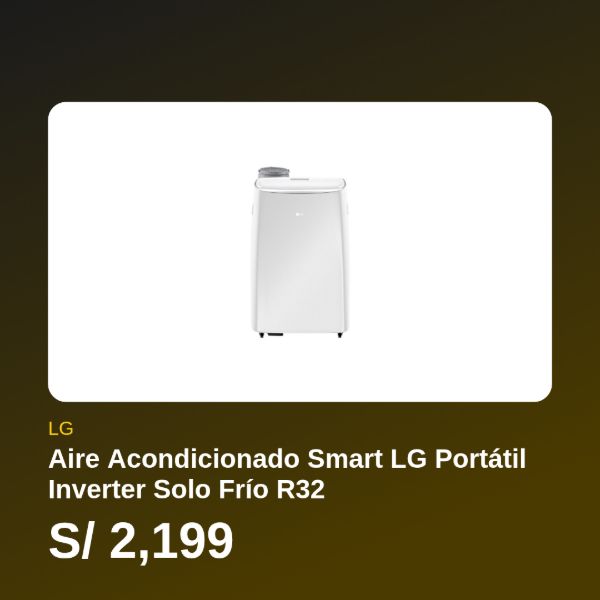 LG
Aire Acondicionado Smart LG Portátil
Inverter Solo Frío R32
S/ 2,199